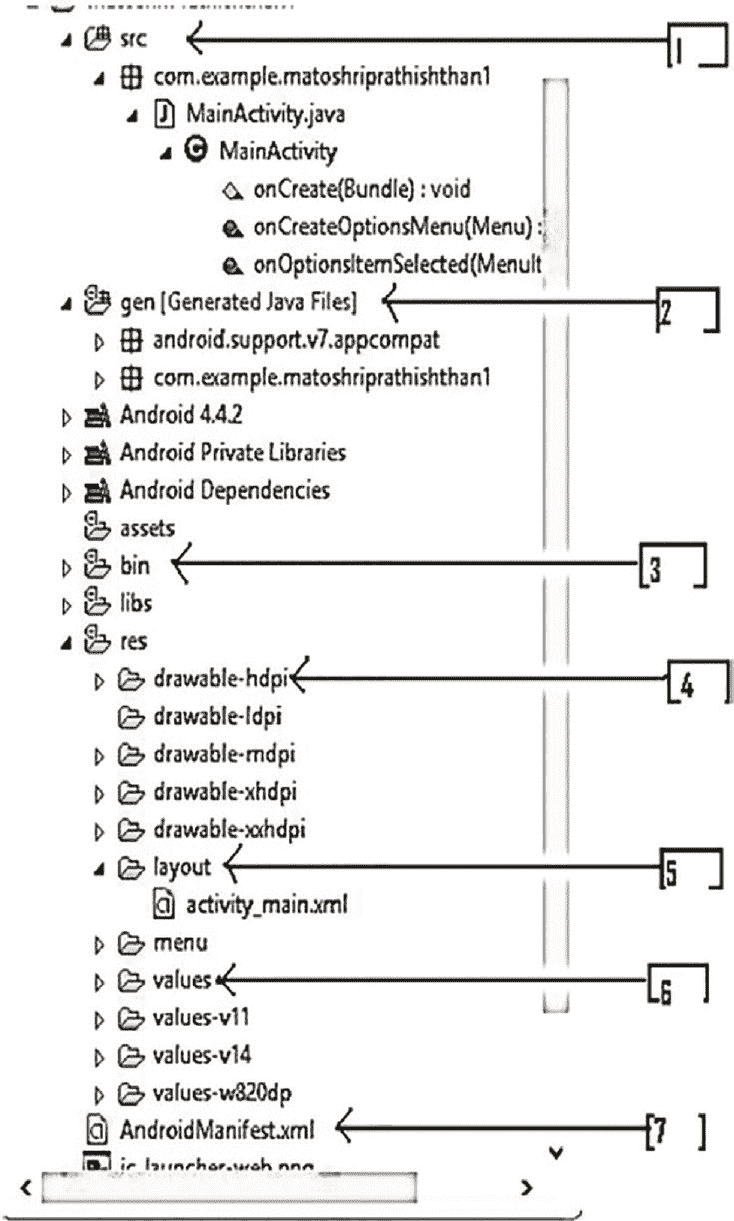 src
1
com.example.matoshriprathishthan1
MainActivity.java
MainActivity
onCreate(Bundle) : void
onCreateOptionsMenu(Menu) :
onOptionsItemSelected(MenuIt
gen [Generated Java Files]
2
android.support.v7.appcompat
com.example.matoshriprathishthan1
Android 4.4.2
Android Private Libraries
Android Dependencies
assets
bin
3
libs
res
drawable-hdpi
4
drawable-ldpi
drawable-mdpi
drawable-xhdpi
drawable-xxhdpi
layout
5
activity_main.xml
menu
values
6
values-v11
values-v14
values-w820dp
AndroidManifest.xml
7
ic_launcher-web.png